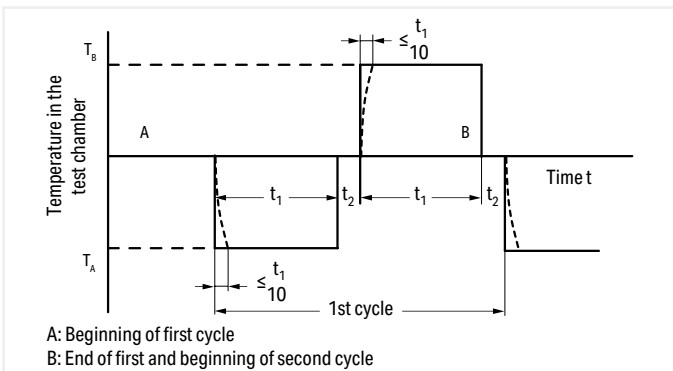 Temperature in the
test chamber
T_B
≤ t₁/10
A
B
Time t
t₁
t₂
t₁
t₂
T_A
≤ t₁/10
1st cycle
A: Beginning of first cycle
B: End of first and beginning of second cycle